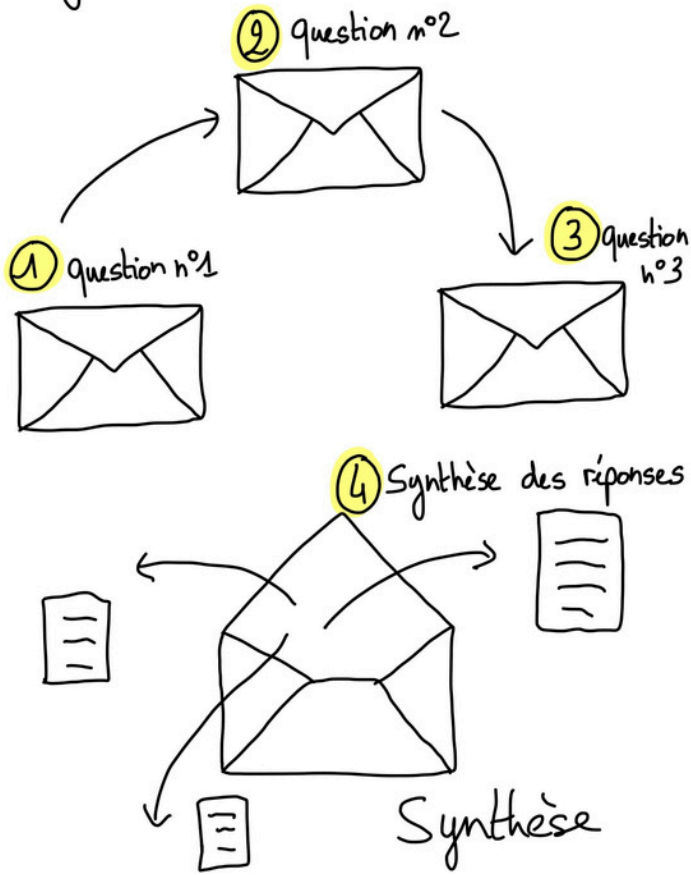 2 question n°2
1 question n°1
3 question
n°3
4 Synthèse des réponses
Synthèse